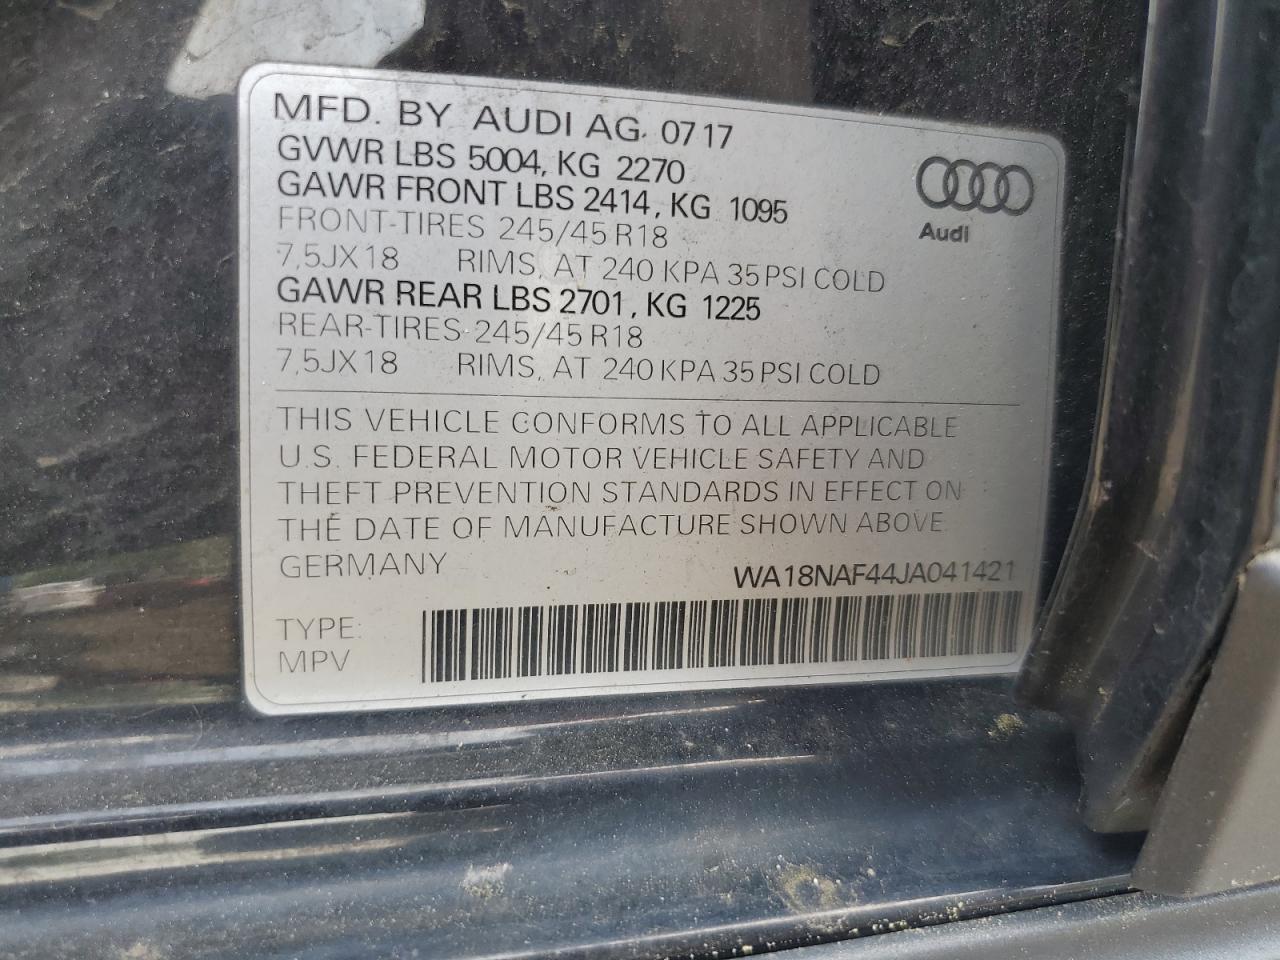 MFD. BY AUDI AG. 0717
GVWR LBS 5004, KG 2270
GAWR FRONT LBS 2414, KG 1095
FRONT-TIRES 245/45 R18
7,5JX18 RIMS, AT 240 KPA 35 PSI COLD
GAWR REAR LBS 2701, KG 1225
REAR-TIRES 245/45 R18
7,5JX18 RIMS, AT 240 KPA 35 PSI COLD
Audi
THIS VEHICLE CONFORMS TO ALL APPLICABLE
U.S. FEDERAL MOTOR VEHICLE SAFETY AND
THEFT PREVENTION STANDARDS IN EFFECT ON
THE DATE OF MANUFACTURE SHOWN ABOVE
GERMANY
WA18NAF44JA041421
TYPE:
MPV